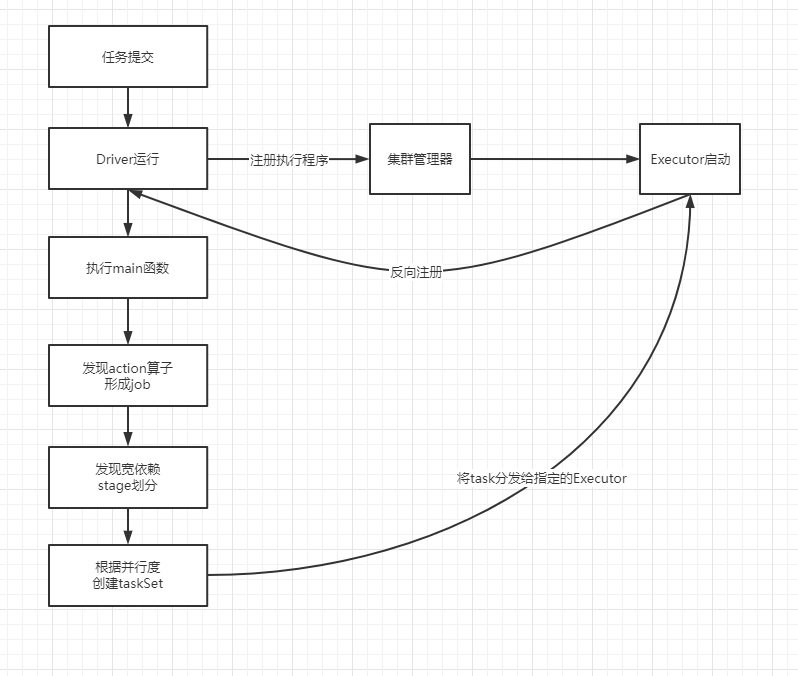 任务提交
Driver运行
注册执行程序
集群管理器
Executor启动
反向注册
执行main函数
发现action算子
形成job
发现宽依赖
stage划分
将task分发给指定的Executor
根据并行度
创建taskSet